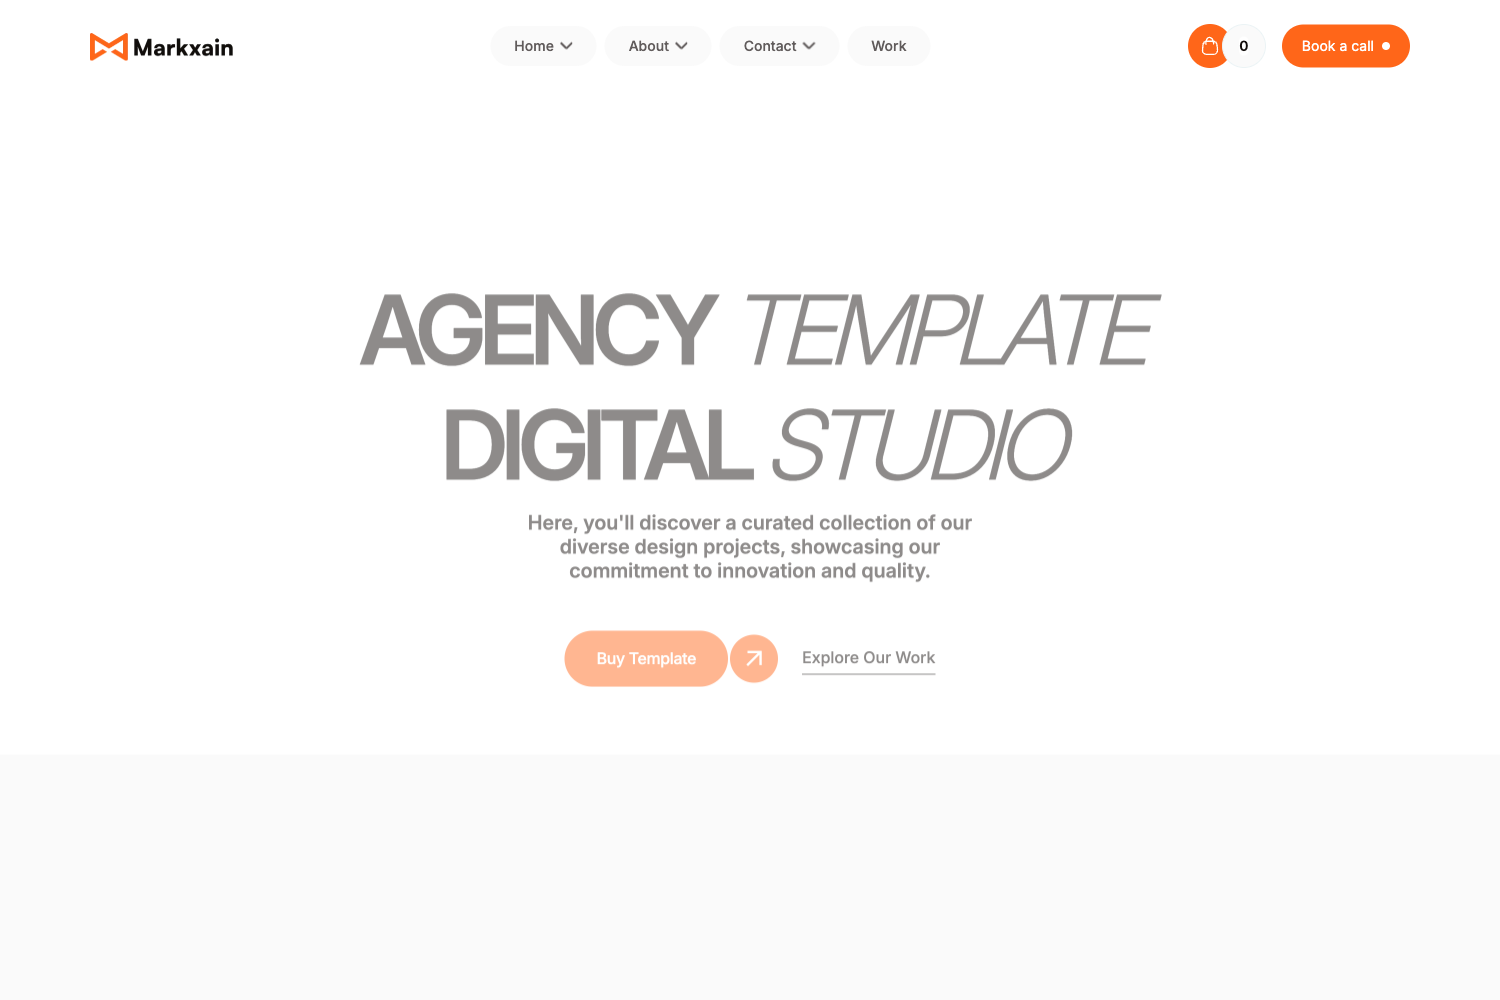 Markxain
Home
About
Contact
Work
0
Book a call
AGENCY TEMPLATE
DIGITAL STUDIO
Here, you'll discover a curated collection of our
diverse design projects, showcasing our
commitment to innovation and quality.
Buy Template
Explore Our Work